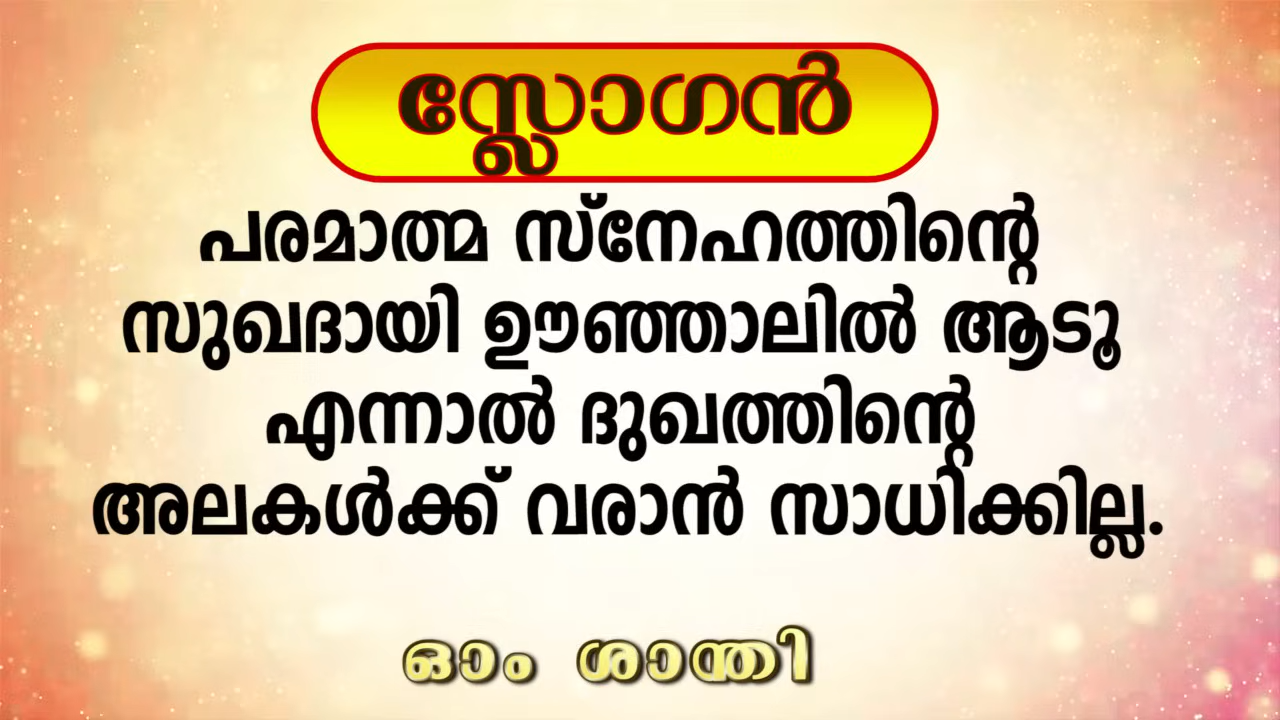 സ്ലോഗൻ
പരമാത്മ സ്നേഹത്തിന്റെ
സുഖദായി ഊഞ്ഞാലിൽ ആടൂ
എന്നാൽ ദുഖത്തിന്റെ
അലകൾക്ക് വരാൻ സാധിക്കില്ല.
ഓം ശാന്തി